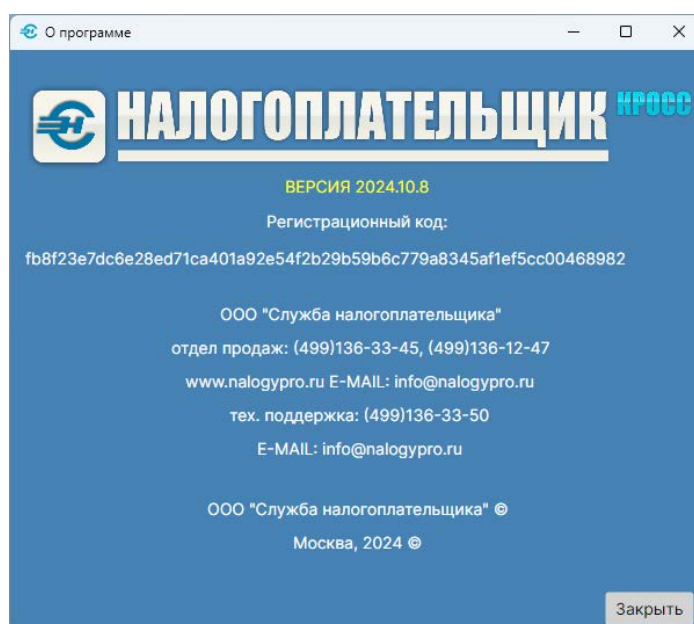 О программе
НАЛОГОПЛАТЕЛЬЩИК КРОСС
ВЕРСИЯ 2024.10.8
Регистрационный код:
fb8f23e7dc6e28ed71ca401a92e54f2b29b59b6c779a8345af1ef5cc00468982
ООО "Служба налогоплательщика"
отдел продаж: (499)136-33-45, (499)136-12-47
www.nalogypro.ru E-MAIL: info@nalogypro.ru
тех. поддержка: (499)136-33-50
E-MAIL: info@nalogypro.ru
ООО "Служба налогоплательщика" ©
Москва, 2024 ©
Закрыть